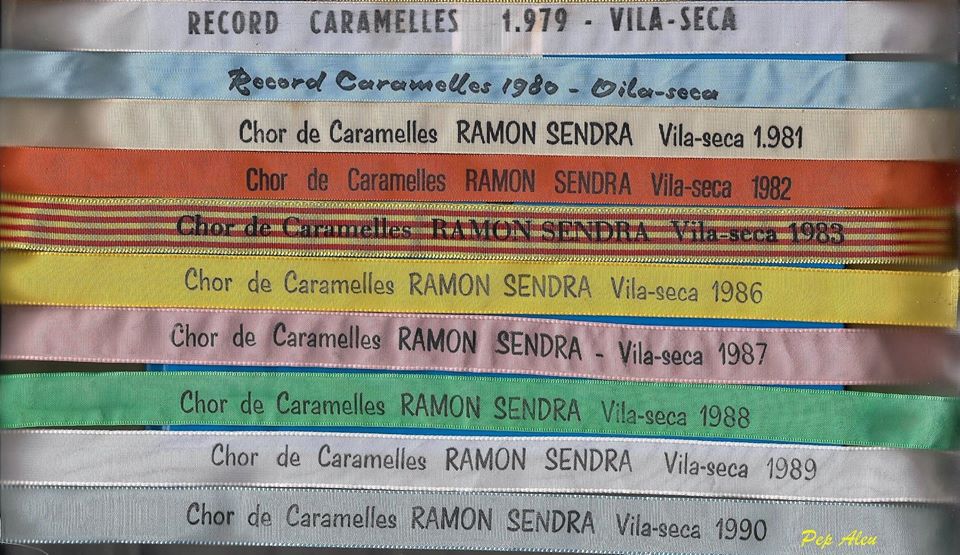 RECORD CARAMELLES 1.979 - VILA-SECA
Record Caramelles 1980 - Vila-seca
Chor de Caramelles RAMON SENDRA Vila-seca 1.981
Chor de Caramelles RAMON SENDRA Vila-seca 1982
Chor de Caramelles RAMON SENDRA Vila-seca 1983
Chor de Caramelles RAMON SENDRA Vila-seca 1986
Chor de Caramelles RAMON SENDRA - Vila-seca 1987
Chor de Caramelles RAMON SENDRA Vila-seca 1988
Chor de Caramelles RAMON SENDRA Vila-seca 1989
Chor de Caramelles RAMON SENDRA Vila-seca 1990
Pep Aleu